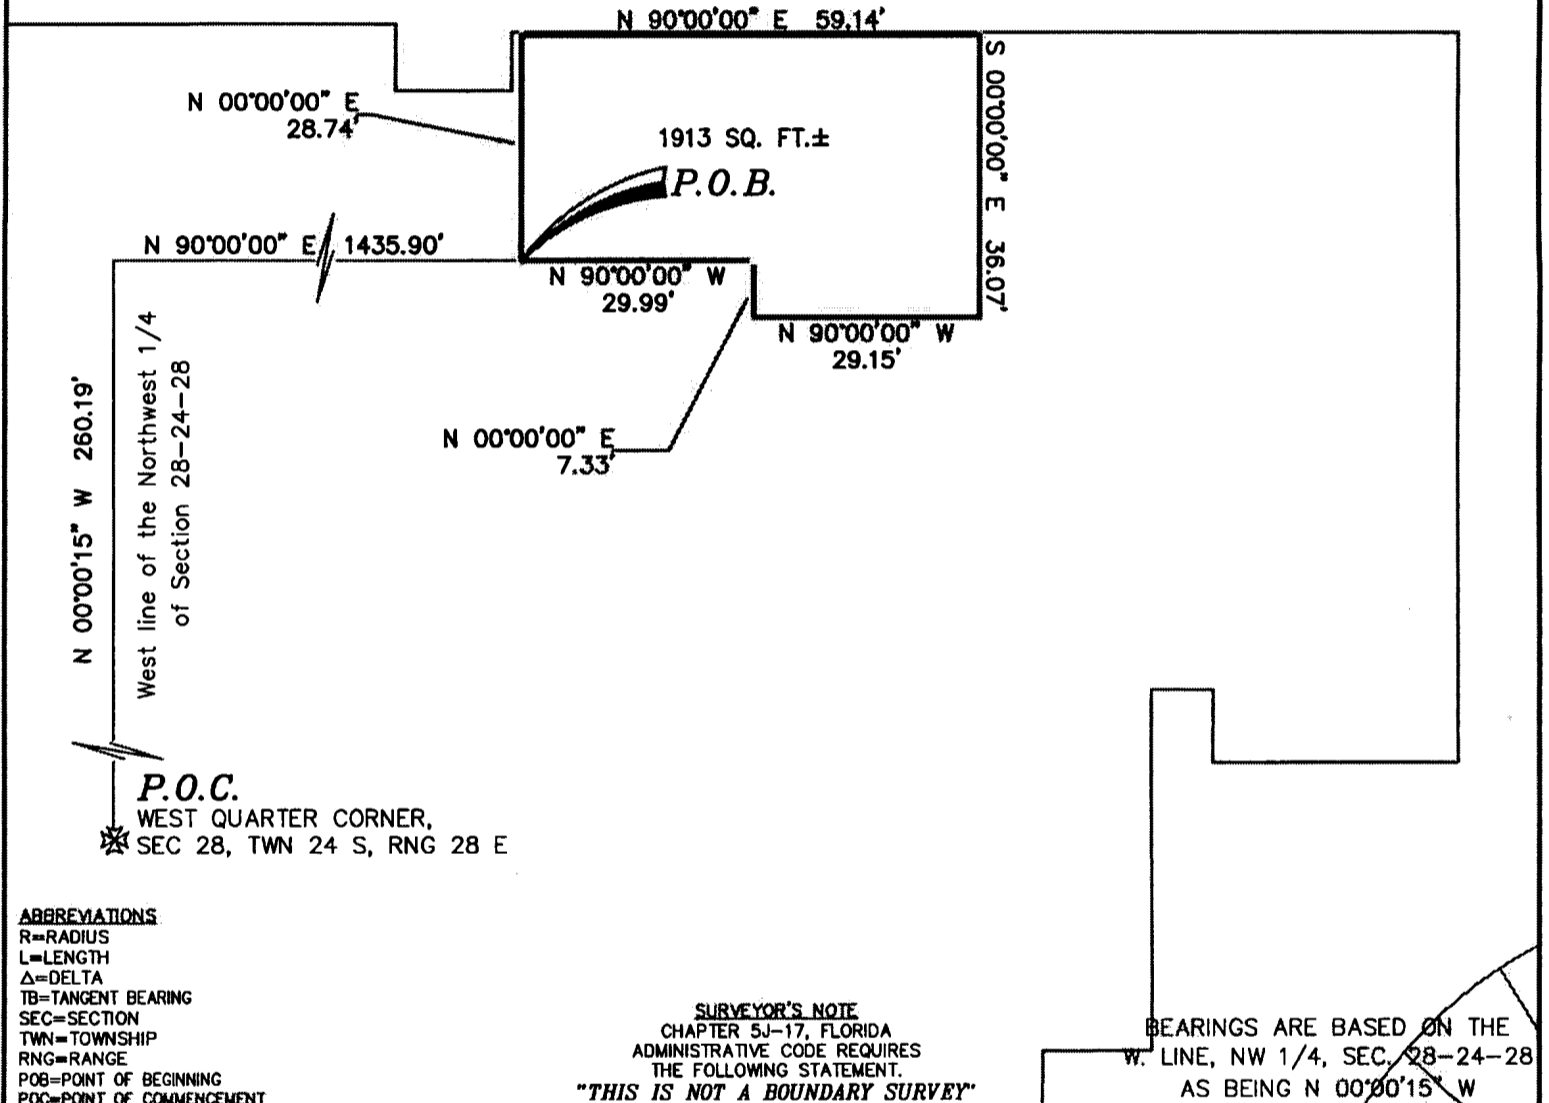 N 90°00'00" E 59.14'
S 00°00'00" E 36.07'
N 00°00'00" E
28.74'
1913 SQ. FT.±
P.O.B.
N 90°00'00" E 1435.90'
N 90°00'00" W
29.99'
N 90°00'00" W
29.15'
N 00°00'00" E
7.33'
N 00°00'15" W 260.19'
West line of the Northwest 1/4
of Section 28-24-28
P.O.C.
WEST QUARTER CORNER,
SEC 28, TWN 24 S, RNG 28 E
ABBREVIATIONS
R=RADIUS
L=LENGTH
Δ=DELTA
TB=TANGENT BEARING
SEC=SECTION
TWN=TOWNSHIP
RNG=RANGE
POB=POINT OF BEGINNING
POC=POINT OF COMMENCEMENT
SURVEYOR'S NOTE
CHAPTER 5J-17, FLORIDA
ADMINISTRATIVE CODE REQUIRES
THE FOLLOWING STATEMENT.
"THIS IS NOT A BOUNDARY SURVEY"
BEARINGS ARE BASED ON THE
W. LINE, NW 1/4, SEC. 28-24-28
AS BEING N 00°00'15" W